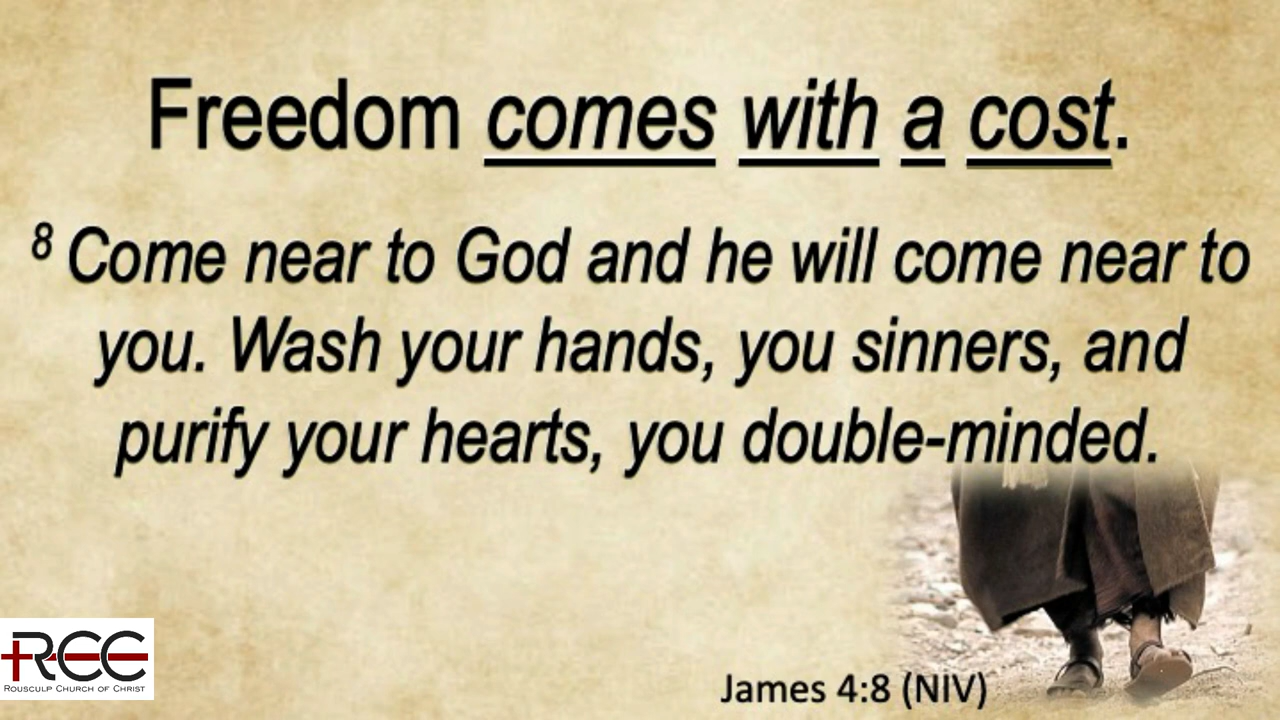 Freedom comes with a cost.
8 Come near to God and he will come near to
you. Wash your hands, you sinners, and
purify your hearts, you double-minded.
RCC
Rousculp Church of Christ
James 4:8 (NIV)